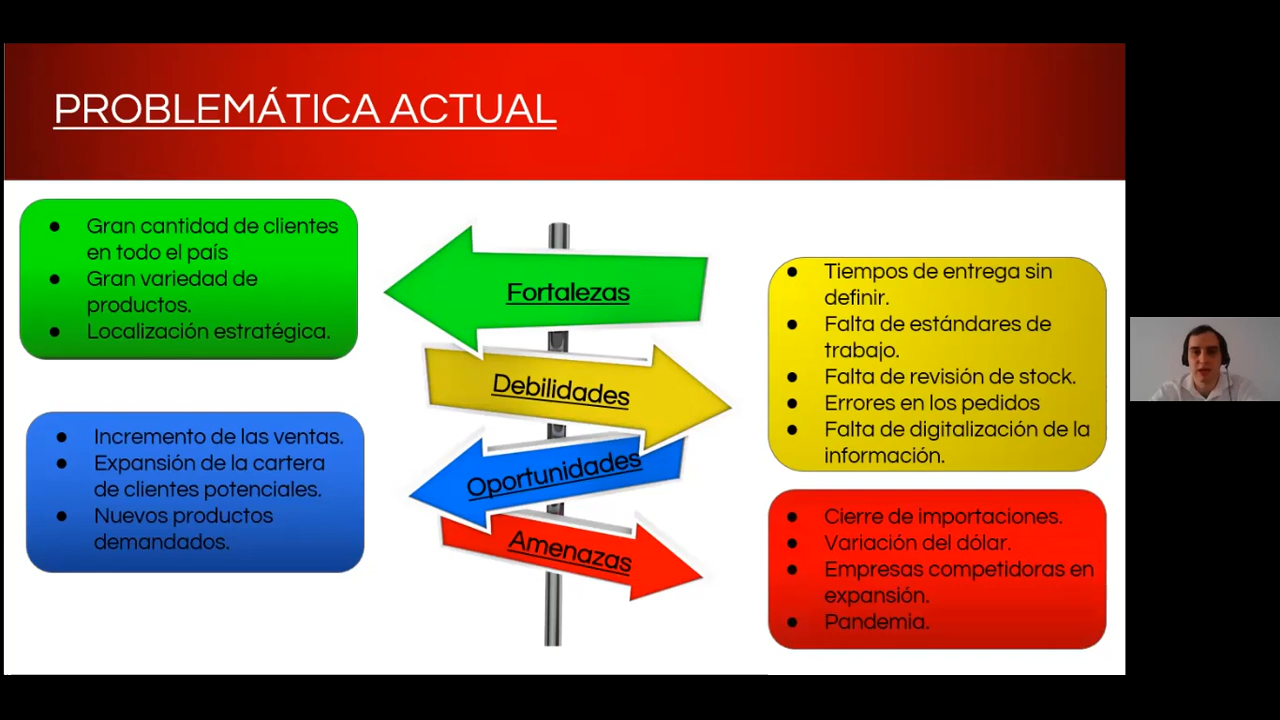 PROBLEMÁTICA ACTUAL
● Gran cantidad de clientes
en todo el país
● Gran variedad de
productos.
● Localización estratégica.
Fortalezas
● Tiempos de entrega sin
definir.
● Falta de estándares de
trabajo.
● Falta de revisión de stock.
● Errores en los pedidos
● Falta de digitalización de la
información.
Debilidades
● Incremento de las ventas.
● Expansión de la cartera
de clientes potenciales.
● Nuevos productos
demandados.
Oportunidades
Amenazas
● Cierre de importaciones.
● Variación del dólar.
● Empresas competidoras en
expansión.
● Pandemia.